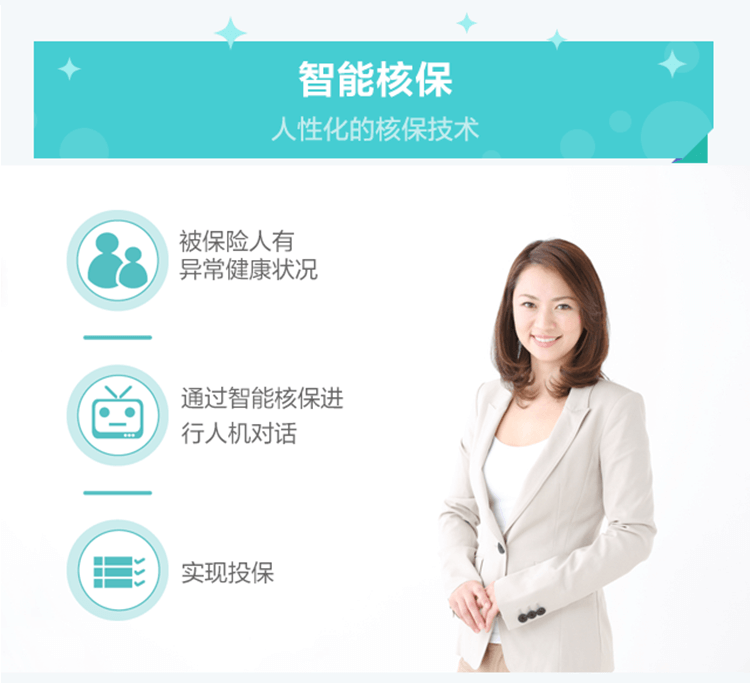 智能核保
人性化的核保技术
被保险人有
异常健康状况
通过智能核保进
行人机对话
实现投保